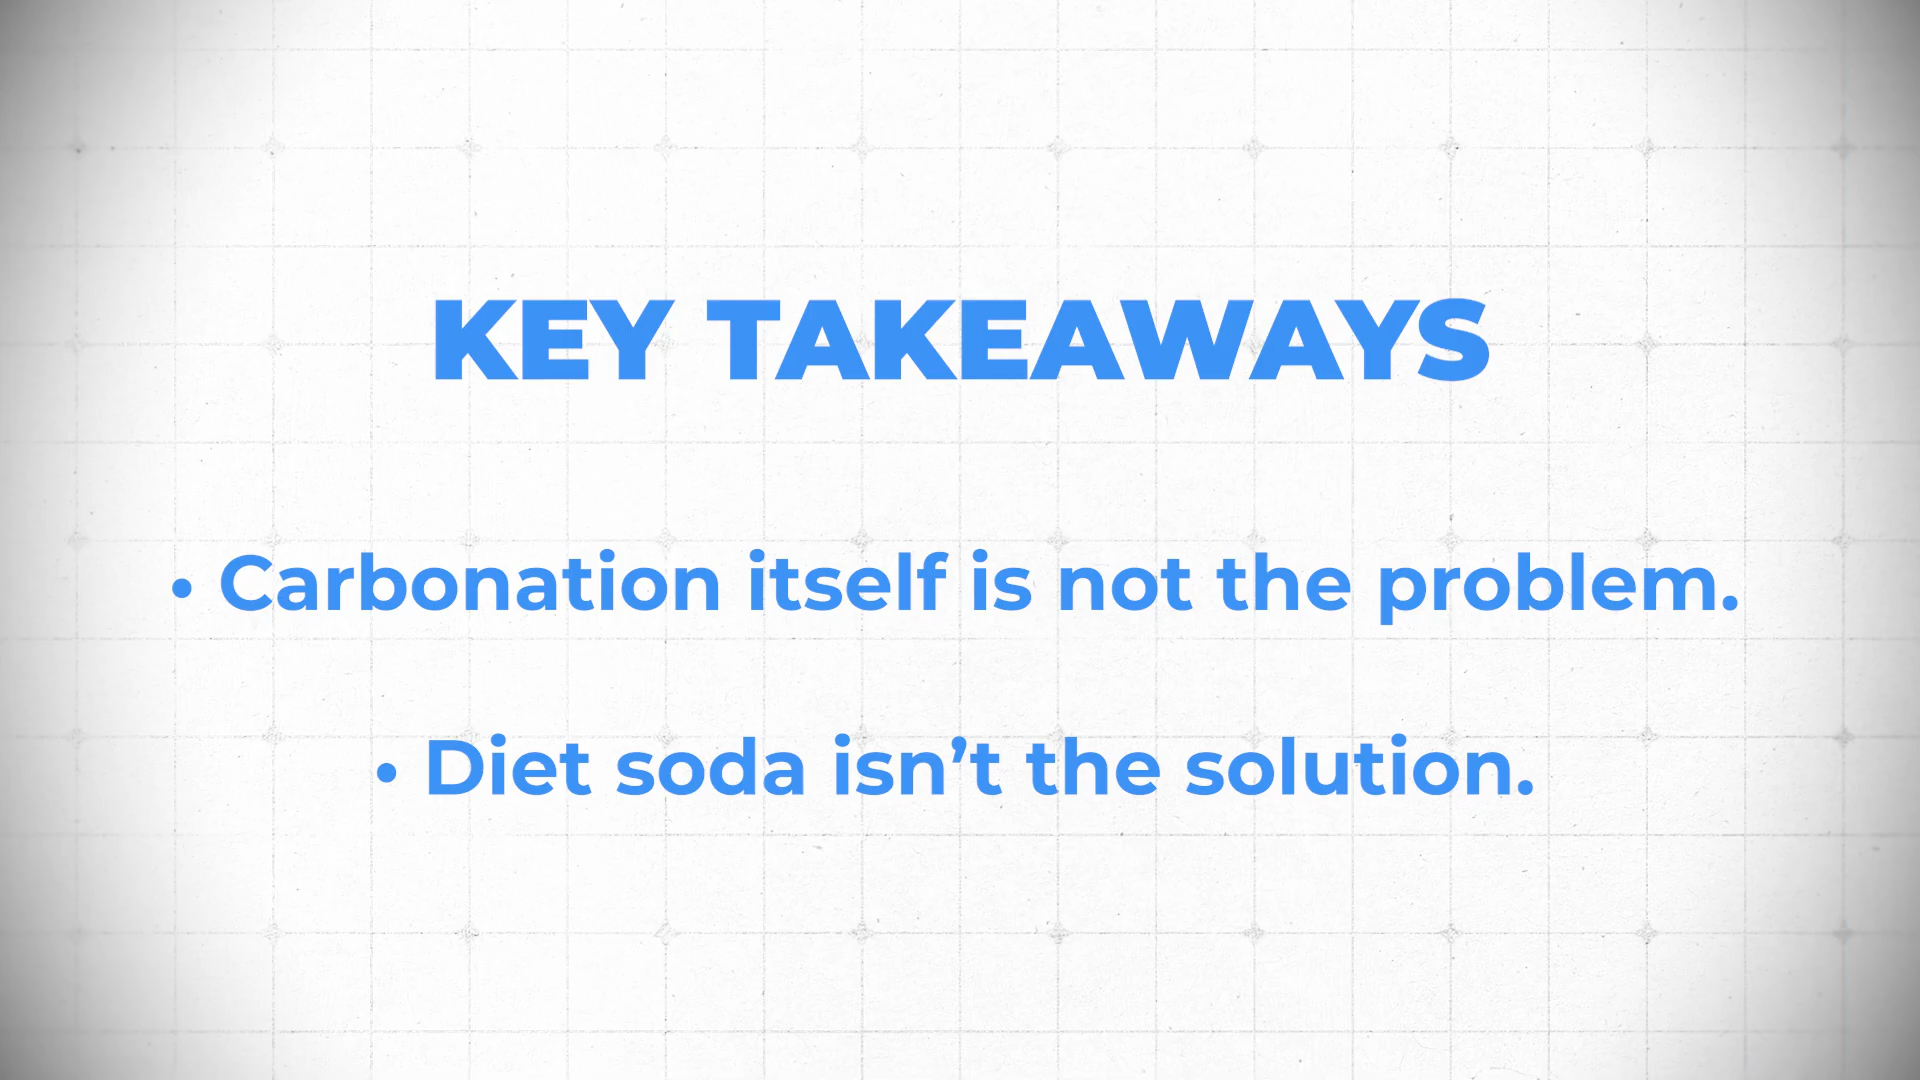 KEY TAKEAWAYS
• Carbonation itself is not the problem.
• Diet soda isn’t the solution.